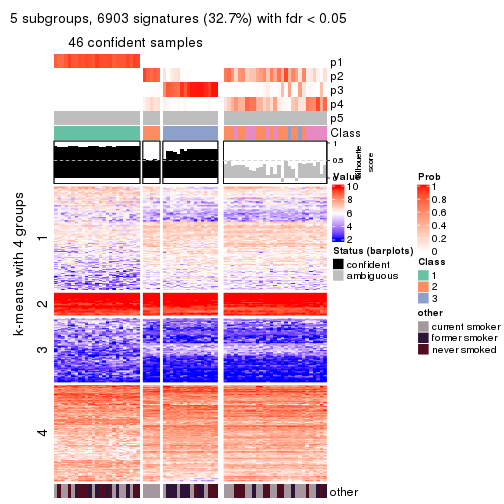 5 subgroups, 6903 signatures (32.7%) with fdr < 0.05
46 confident samples
p1
p2
p3
p4
p5
Class
1
0.5
0
Silhouette
score
k-means with 4 groups
1
2
3
4
other
Value
10
8
6
4
2
Status (barplots)
confident
ambiguous
Prob
1
0.8
0.6
0.4
0.2
0
Class
1
2
3
other
current smoker
former smoker
never smoked